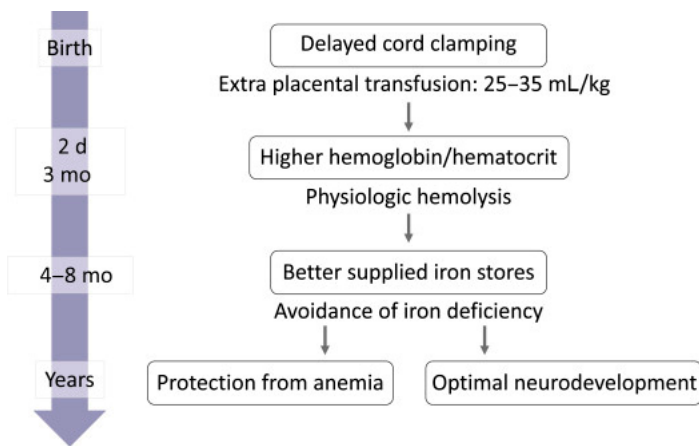 Birth
Delayed cord clamping
Extra placental transfusion: 25–35 mL/kg
2 d
3 mo
Higher hemoglobin/hematocrit
Physiologic hemolysis
4–8 mo
Better supplied iron stores
Avoidance of iron deficiency
Years
Protection from anemia
Optimal neurodevelopment